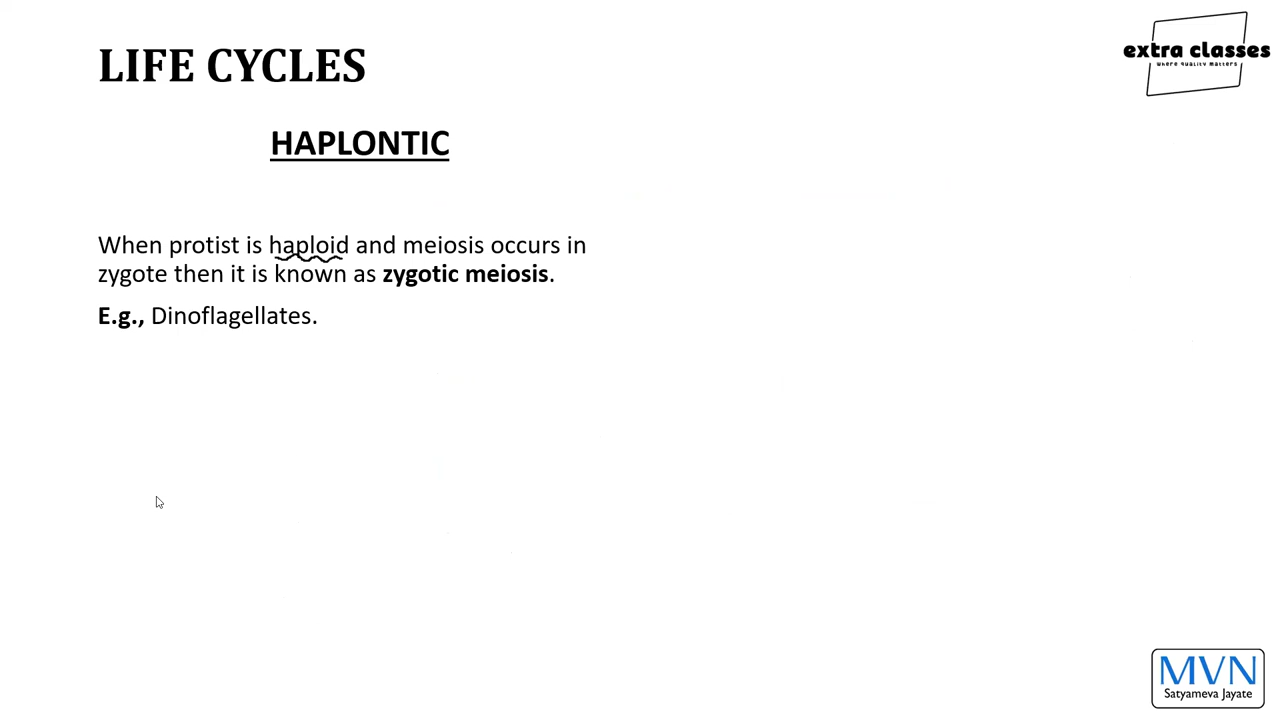 LIFE CYCLES
extra classes
where quality matters
HAPLONTIC
When protist is haploid and meiosis occurs in
zygote then it is known as zygotic meiosis.
E.g., Dinoflagellates.
MVN
Satyameva Jayate